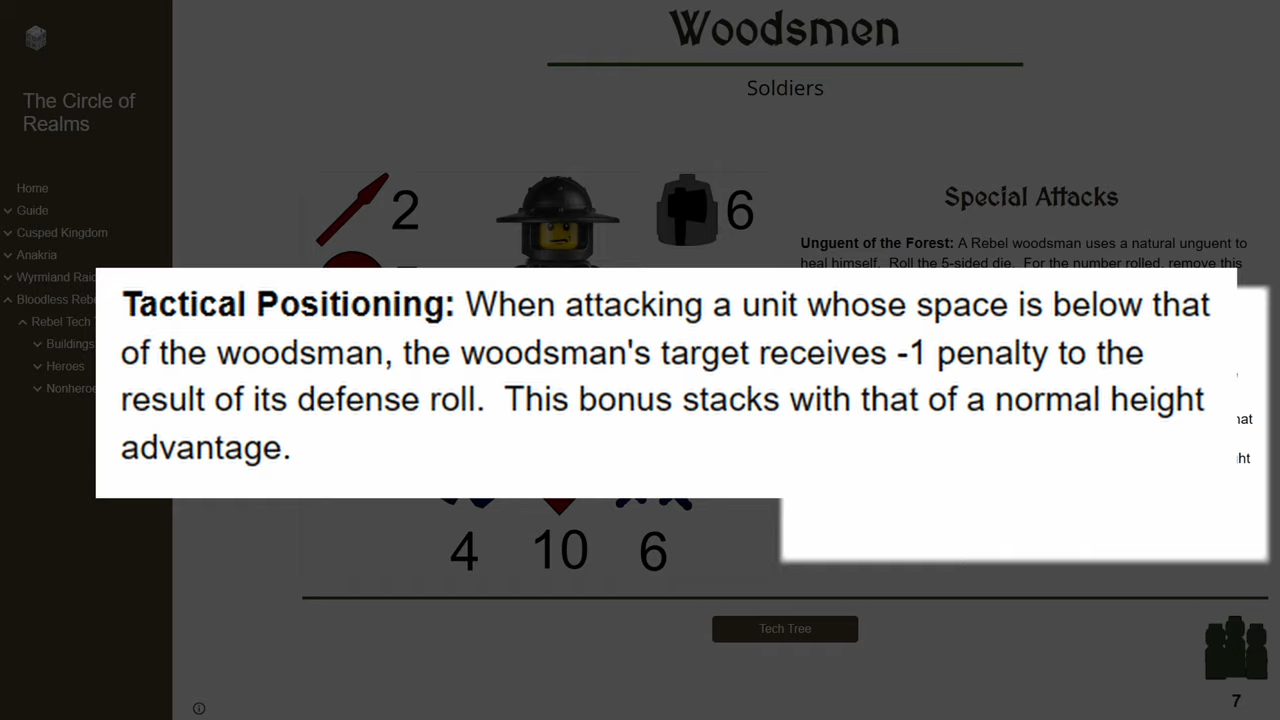 The Circle of
Realms
Home
Guide
Cusped Kingdom
Anakria
Wyrmland
Bloodless
Rebel Tech
Buildings
Heroes
Woodsmen
Soldiers
2
6
Special Attacks
Unguent of the Forest: A Rebel woodsman uses a natural unguent to
heal himself. Roll the 5-sided die. For the number rolled, remove this
Tactical Positioning: When attacking a unit whose space is below that
of the woodsman, the woodsman's target receives -1 penalty to the
result of its defense roll. This bonus stacks with that of a normal height
advantage.
4 10 6
Tech Tree
7